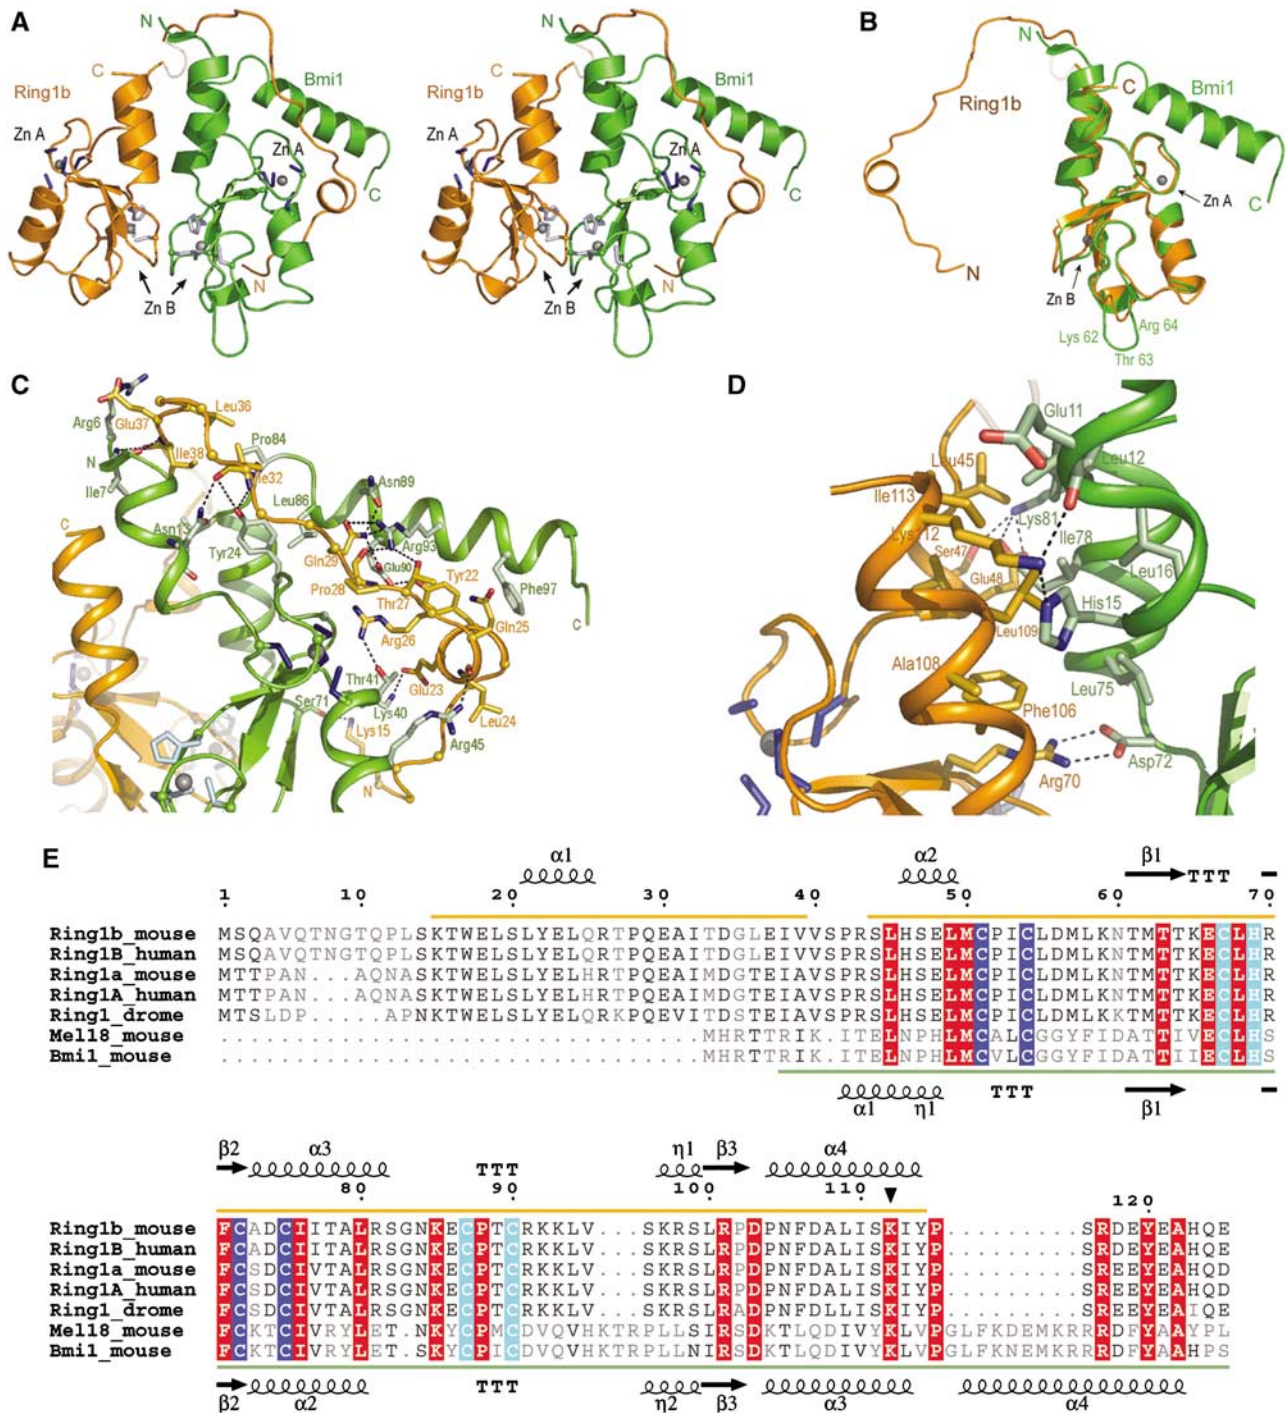 A
N
C
Ring1b
Bmi1
Zn A
Zn A
C
Zn B
N
N
C
Ring1b
Bmi1
Zn A
Zn A
C
Zn B
N
B
N
C
Ring1b
Bmi1
Zn A
C
N
Zn B
Lys 62
Arg 64
Thr 63
C
Arg6
Glu37
Leu36
N
Ile38
Pro84
Ile7
Ile32
Asn89
C
Leu86
Asn13
Tyr24
Gln29
Arg93
Glu90
Tyr22
Pro28
Phe97
Thr27
Gln25
C
Arg26
Thr41
Glu23
Ser71
Lys40
Lys15
Leu24
Arg45
N
D
Glu11
Leu45
Leu12
Ile113
Lys81
Lys112
Ile78
Ser47
Leu16
Glu48
His15
Leu109
Ala108
Leu75
Phe106
Asp72
Arg70
E
α1 α2 β1 TTT
1 10 20 30 40 50 60 70
Ring1b_mouse MSQAVQTNGTQPLSKTWELSLYELQRTPQEAITDGLEIVVSPRSLHSELMCPICLDMLKNTMTTKECLHR
Ring1B_human MSQAVQTNGTQPLSKTWELSLYELQRTPQEAITDGLEIVVSPRSLHSELMCPICLDMLKNTMTTKECLHR
Ring1a_mouse MTTPAN...AQNASKTWELSLYELHRTPQEAIMDGTEIAVSPRSLHSELMCPICLDMLKNTMTTKECLHR
Ring1A_human MTTPAN...AQNASKTWELSLYELHRTPQEAIMDGTEIAVSPRSLHSELMCPICLDMLKNTMTTKECLHR
Ring1_drome MTSLDP....APNKTWELSLYELQRKPQEVITDSTEIAVSPRSLHSELMCPICLDMLKKTMTTKECLHR
Mel18_mouse ................................MHRTTRIK.ITELNPHLMCALCGGYFIDATTIVECLHS
Bmi1_mouse ................................MHRTTRIK.ITELNPHLMCVLCGGYFIDATTIIECLHS
α1 η1 TTT β1
β2 α3 TTT η1 β3 α4
80 90 100 110 120
Ring1b_mouse FCADCIITALRSGNKECPTCRKKLV...SKRSLRPDPNFDALISKIYP.........SRDEYEAHQE
Ring1B_human FCADCIITALRSGNKECPTCRKKLV...SKRSLRPDPNFDALISKIYP.........SRDEYEAHQE
Ring1a_mouse FCSDCIVTALRSGNKECPTCRKKLV...SKRSLRPDPNFDALISKIYP.........SREEYEAHQD
Ring1A_human FCSDCIVTALRSGNKECPTCRKKLV...SKRSLRPDPNFDALISKIYP.........SREEYEAHQD
Ring1_drome FCSDCIVTALRSGNKECPTCRKKLV...SKRSLRADPNFDLLISKIYP.........SREEYEAIQE
Mel18_mouse FCKTCIVRYLET.NKYCPMCDVQVHKTRPLLSIRSDKTLQDIVYKLVPGLFKDEMKRRRDFYAAYPL
Bmi1_mouse FCKTCIVRYLET.SKYCPICDVQVHKTRPLLNIRSDKTLQDIVYKLVPGLFKNEMKRRRDFYAAHPS
β2 α2 TTT η2 β3 α3 α4